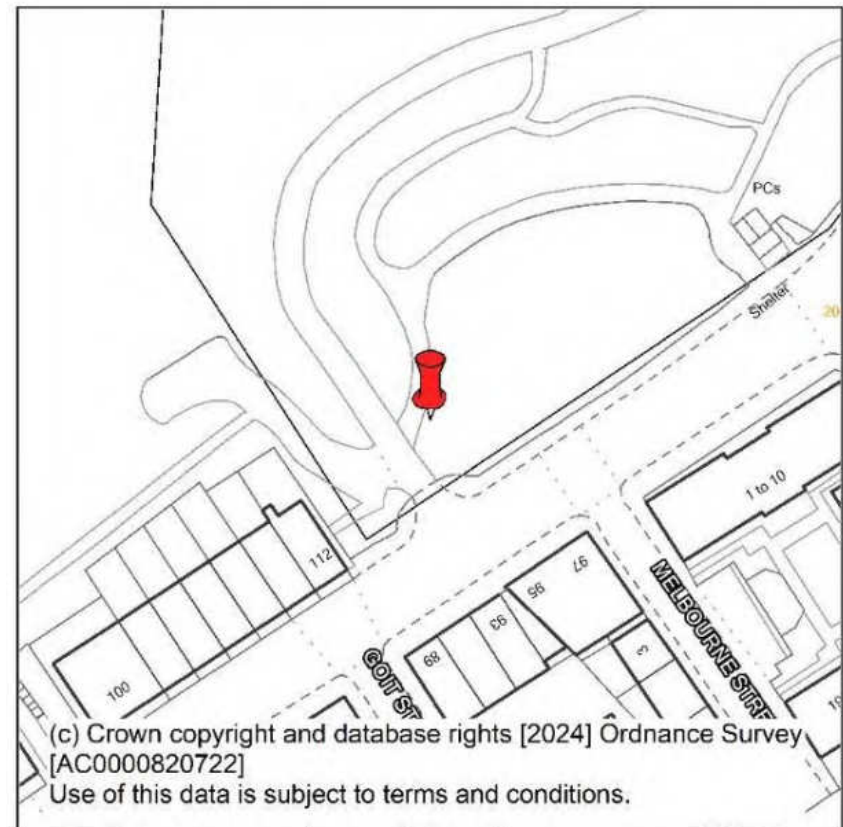 PCs
Shelter
20
1 to 10
112
97
95
93
89
3
100
MELBOURNE STRE
GOIT ST
19
(c) Crown copyright and database rights [2024] Ordnance Survey
[AC0000820722]
Use of this data is subject to terms and conditions.